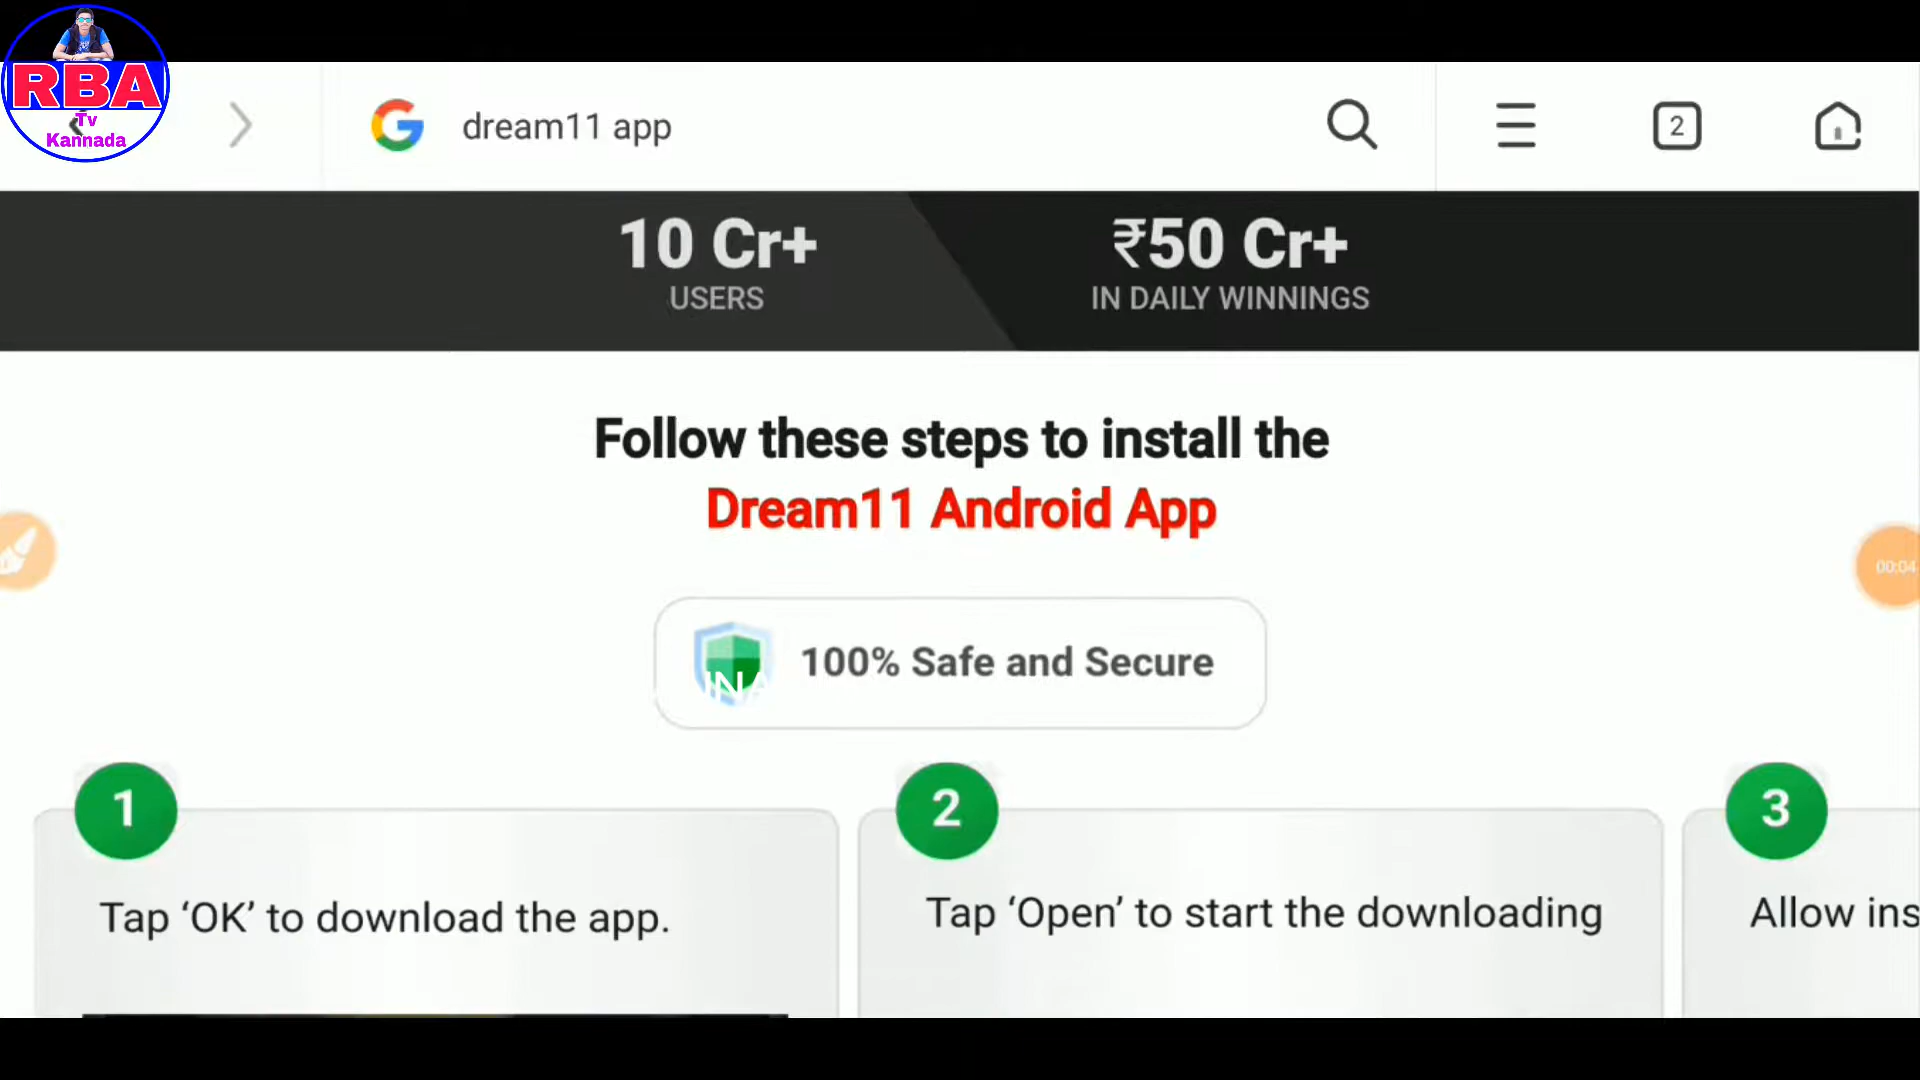 RBA
Tv
Kannada
dream11 app
2
10 Cr+
USERS
₹50 Cr+
IN DAILY WINNINGS
Follow these steps to install the
Dream11 Android App
00:04
100% Safe and Secure
1
2
3
Tap ‘OK’ to download the app.
Tap ‘Open’ to start the downloading
Allow ins